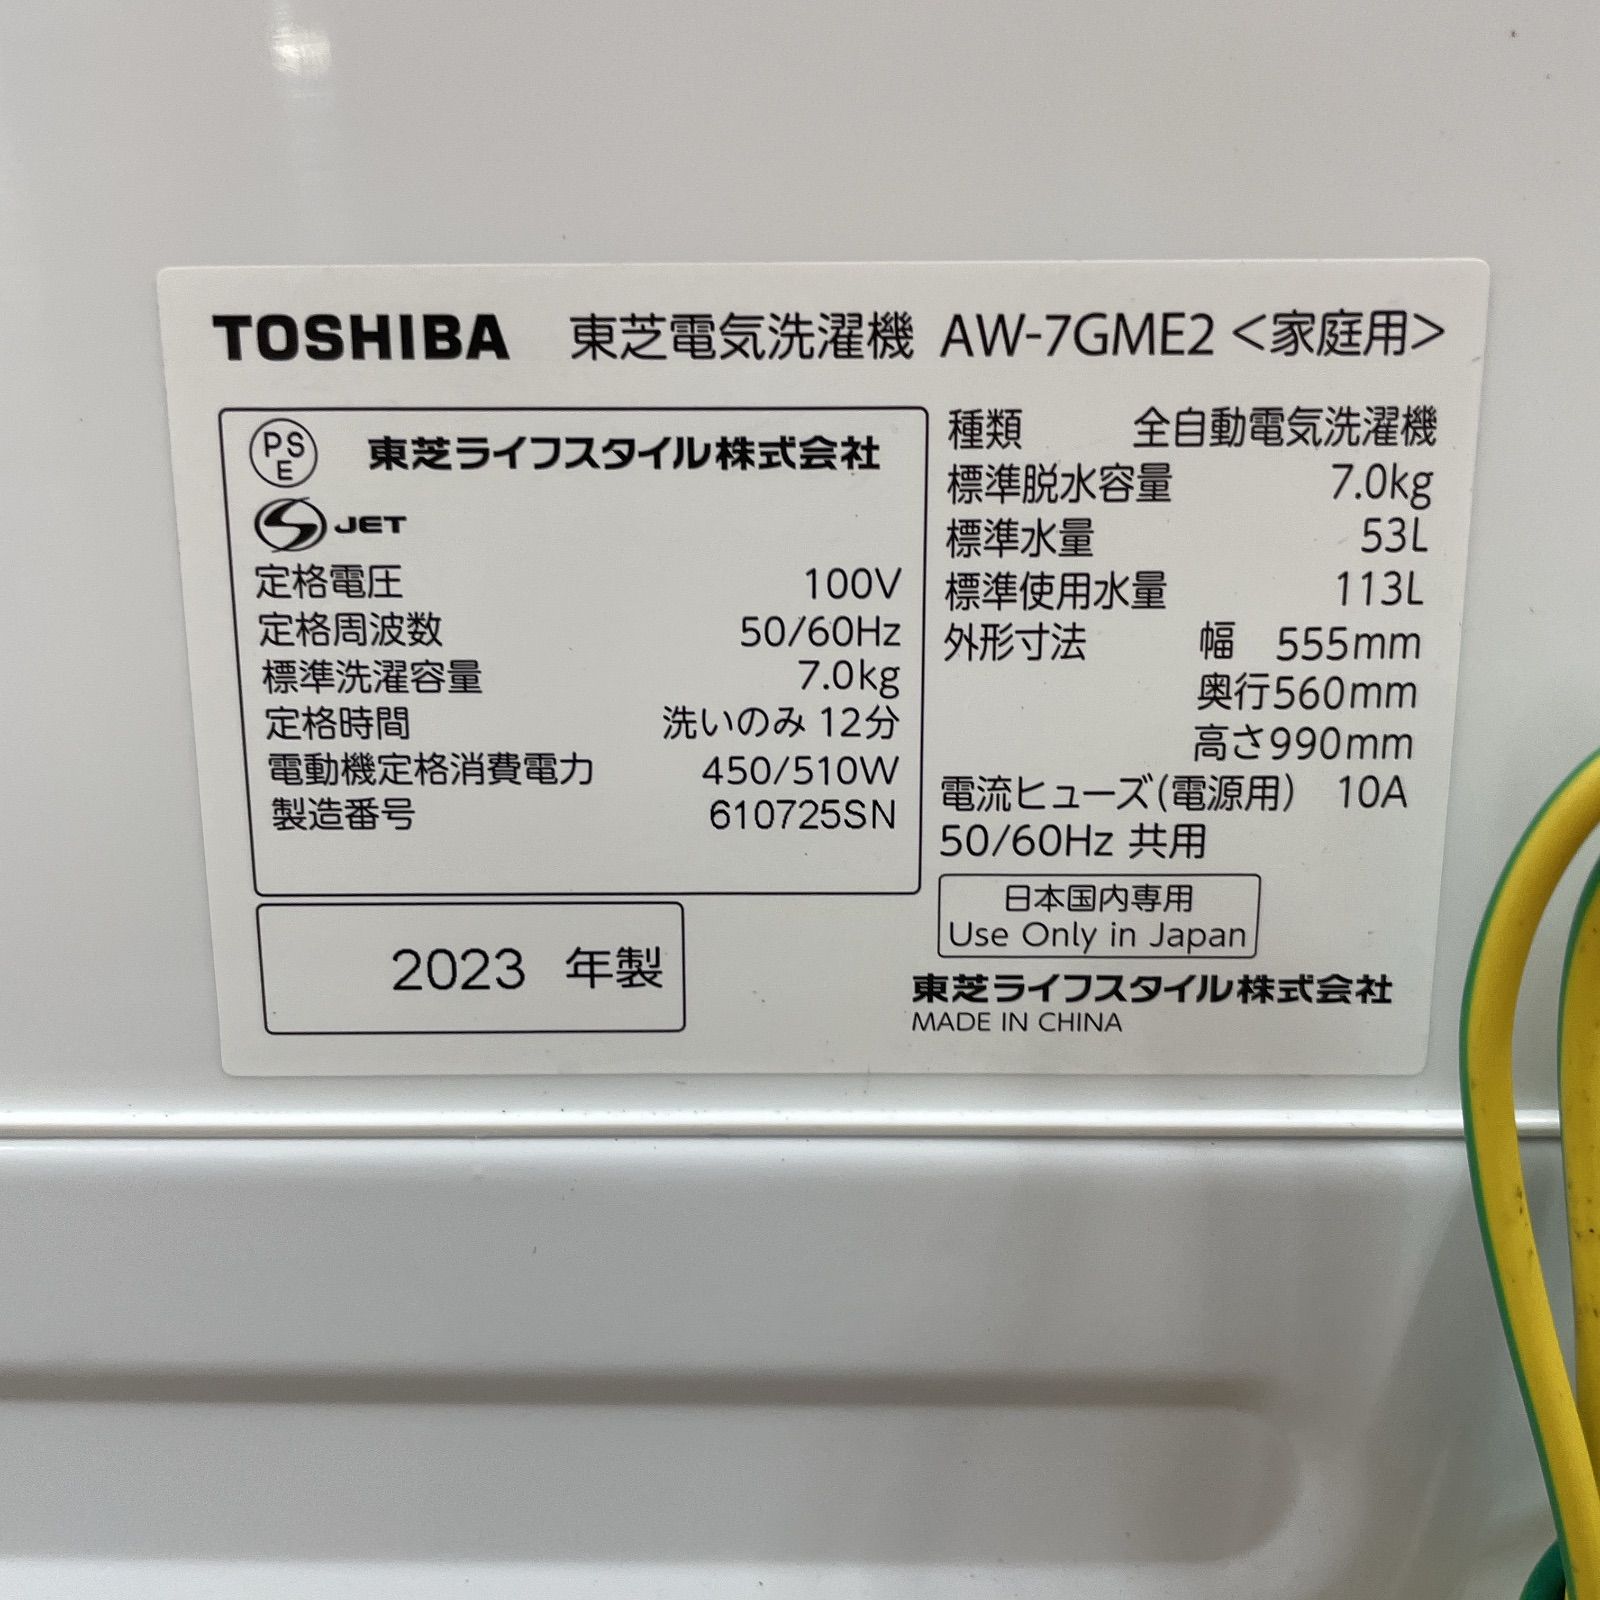 TOSHIBA 東芝電気洗濯機 AW-7GME2 <家庭用>
PSE 東芝ライフスタイル株式会社
S JET
定格電圧 100V
定格周波数 50/60Hz
標準洗濯容量 7.0kg
定格時間 洗いのみ 12分
電動機定格消費電力 450/510W
製造番号 610725SN
2023 年製
種類 全自動電気洗濯機
標準脱水容量 7.0kg
標準水量 53L
標準使用水量 113L
外形寸法 幅 555mm
奥行560mm
高さ990mm
電流ヒューズ(電源用) 10A
50/60Hz 共用
日本国内専用
Use Only in Japan
東芝ライフスタイル株式会社
MADE IN CHINA